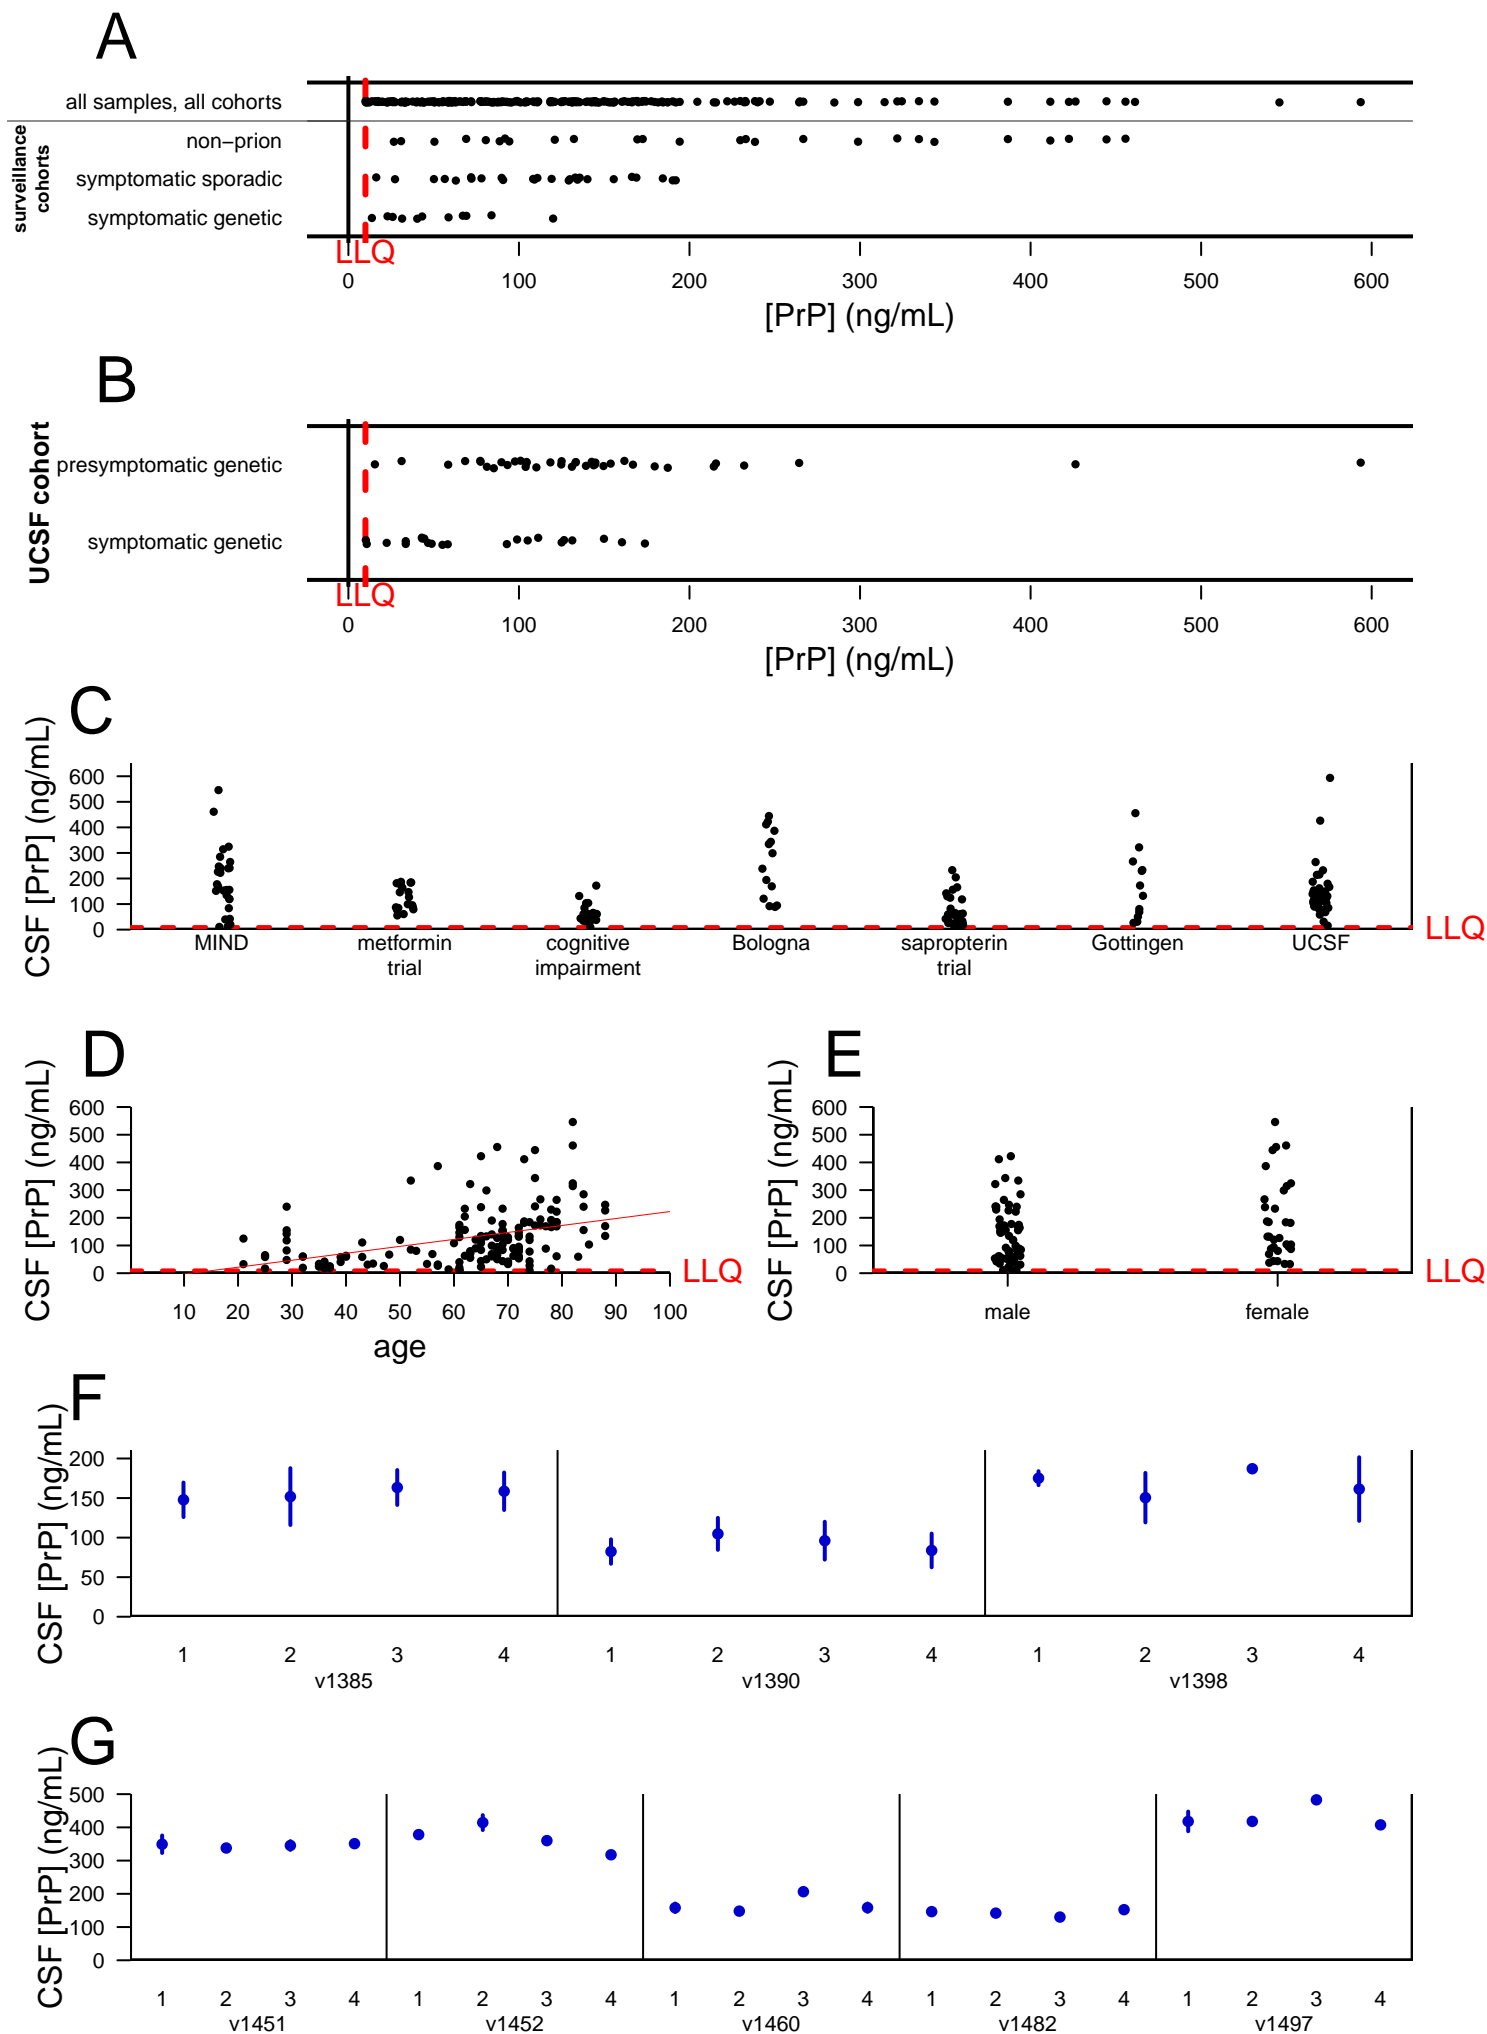 A
all samples, all cohorts
surveillance
cohorts
non−prion
symptomatic sporadic
symptomatic genetic
LLQ
0 100 200 300 400 500 600
[PrP] (ng/mL)
B
UCSF cohort
presymptomatic genetic
symptomatic genetic
LLQ
0 100 200 300 400 500 600
[PrP] (ng/mL)
C
CSF [PrP] (ng/mL)
600
500
400
300
200
100
0
LLQ
MIND metformin cognitive Bologna sapropterin Gottingen UCSF
trial impairment trial
D
CSF [PrP] (ng/mL)
600
500
400
300
200
100
0
LLQ
10 20 30 40 50 60 70 80 90 100
age
E
CSF [PrP] (ng/mL)
600
500
400
300
200
100
0
LLQ
male female
F
CSF [PrP] (ng/mL)
200
150
100
50
0
1 2 3 4 1 2 3 4 1 2 3 4
v1385 v1390 v1398
G
CSF [PrP] (ng/mL)
500
400
300
200
100
0
1 2 3 4 1 2 3 4 1 2 3 4 1 2 3 4 1 2 3 4
v1451 v1452 v1460 v1482 v1497